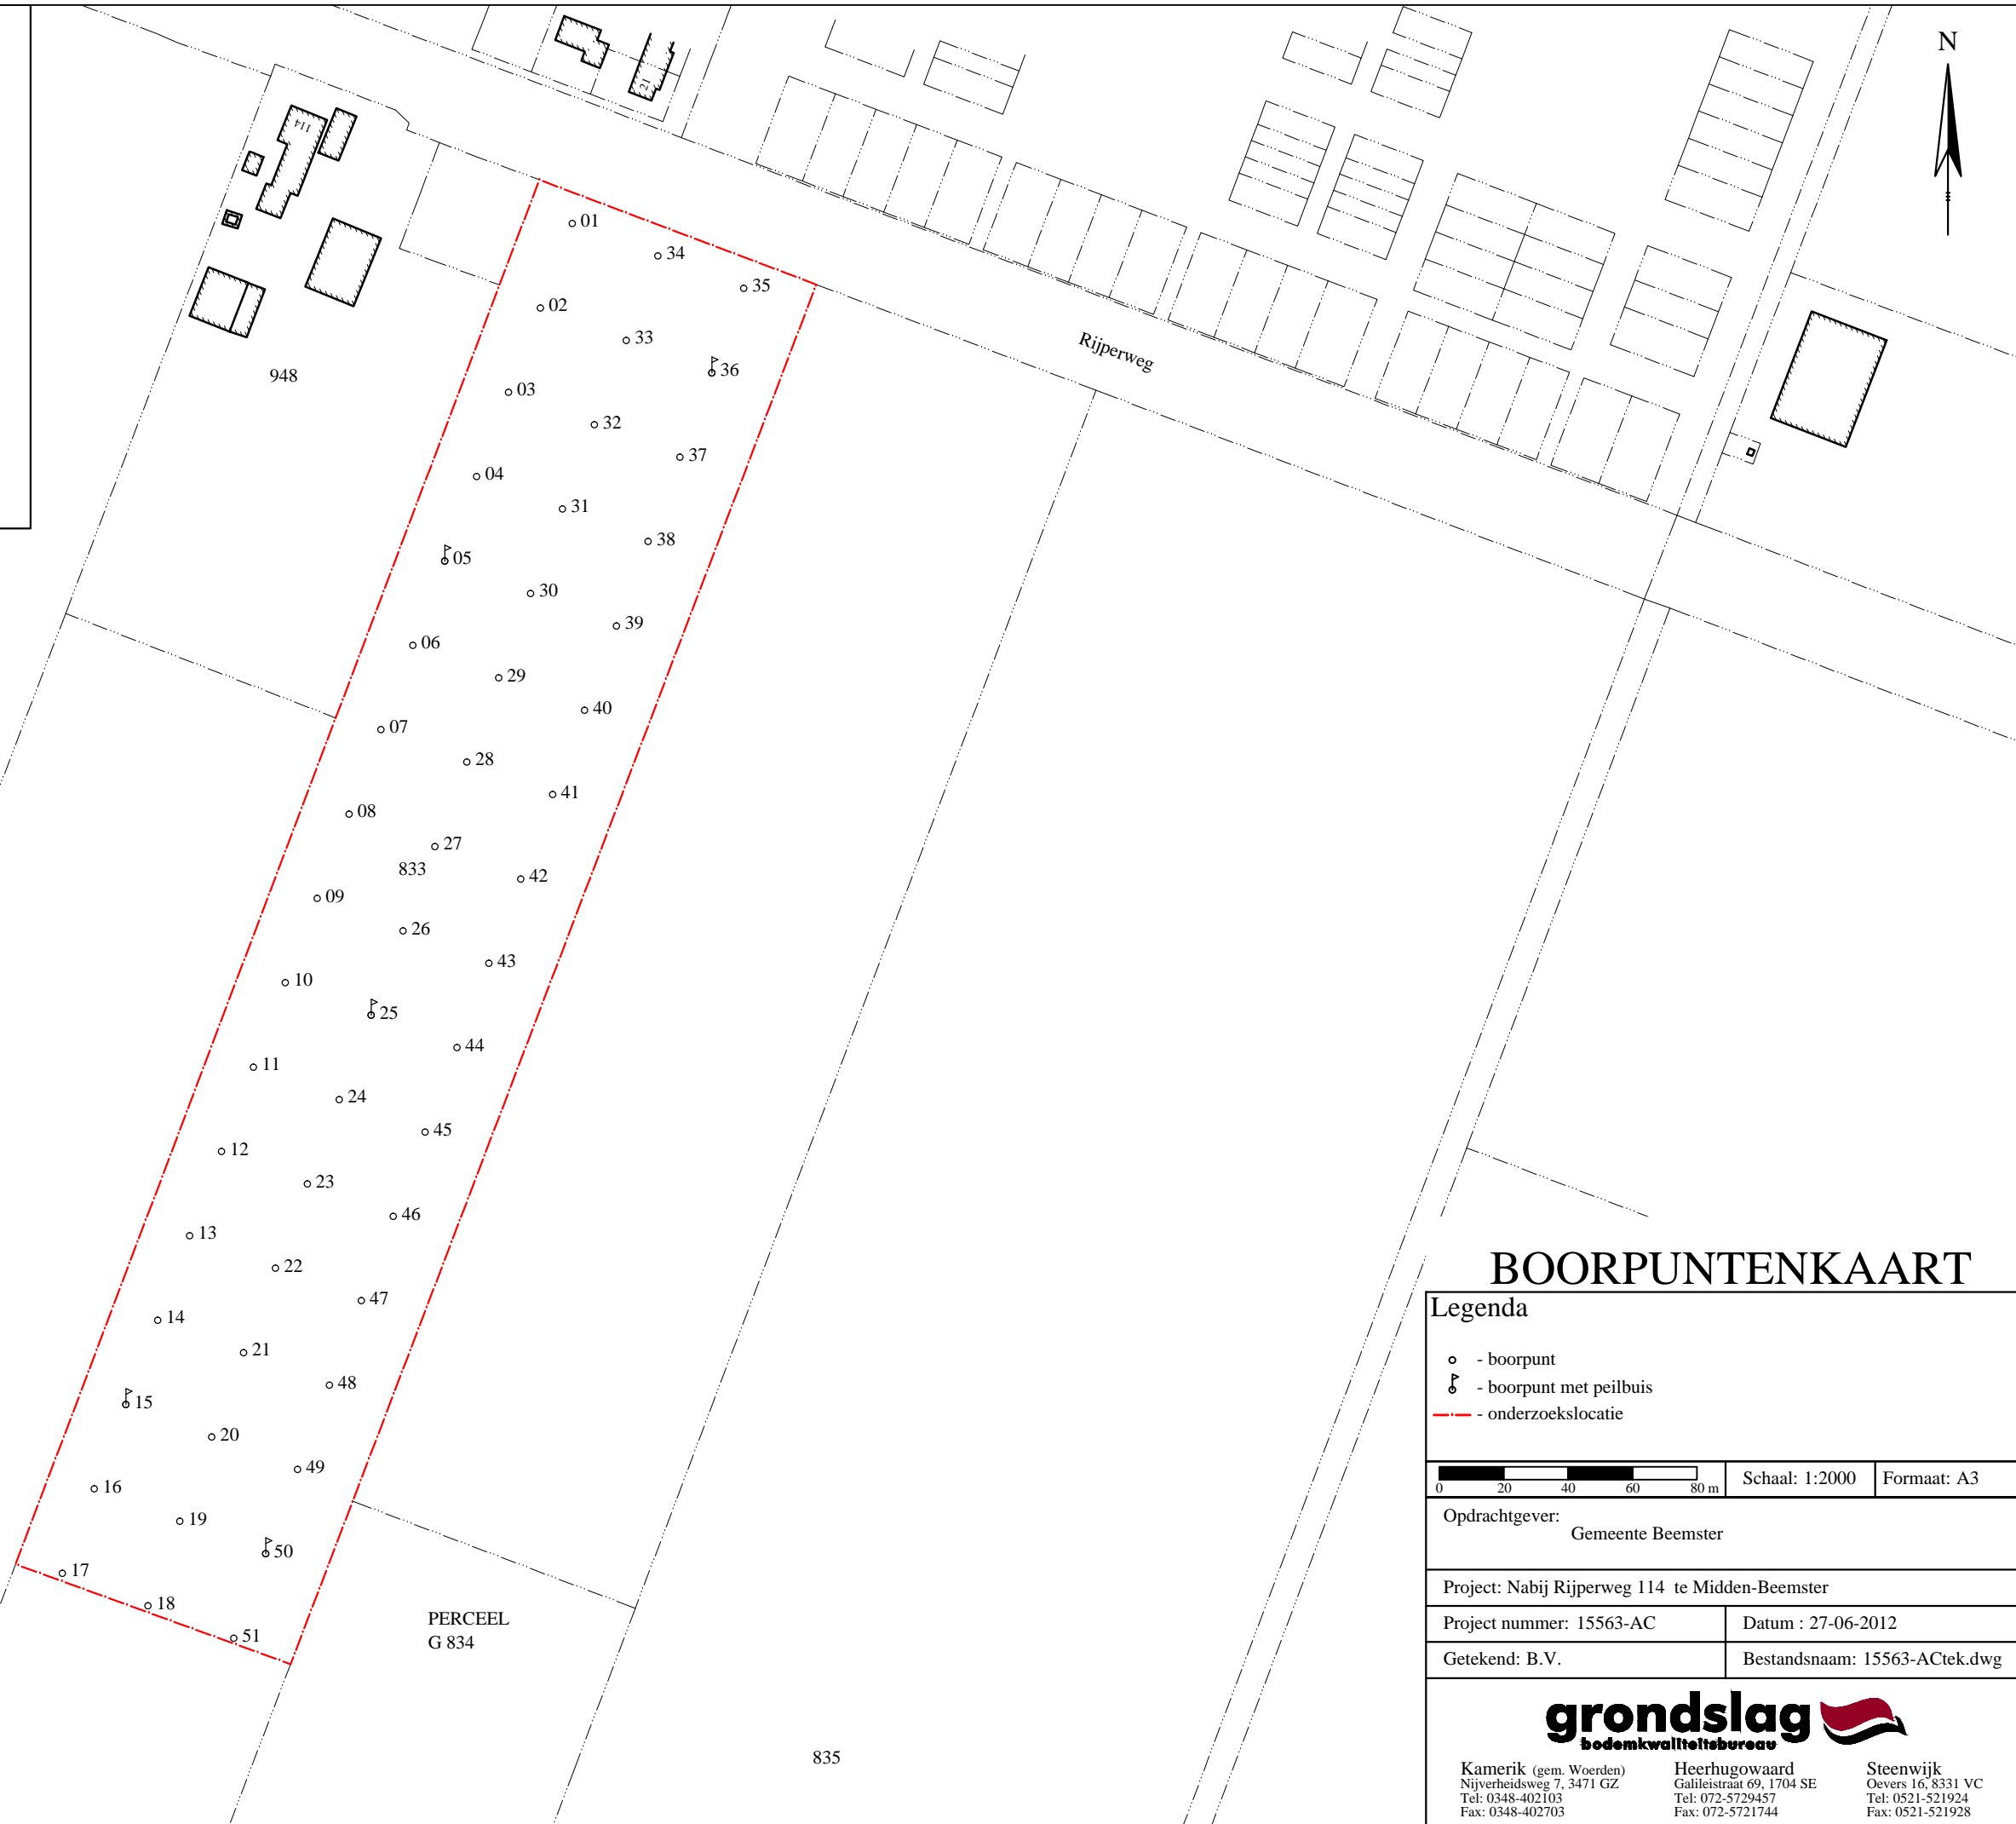 N
114
21
01
34
35
02
33
36
Rijperweg
948
03
32
37
04
31
38
05
30
39
06
29
40
07
28
41
08
27
833
42
09
26
43
10
25
44
11
24
45
12
23
46
13
22
47
14
21
48
15
20
49
16
19
50
17
18
51
PERCEEL
G 834
835
BOORPUNTENKAART
Legenda
- boorpunt
- boorpunt met peilbuis
- onderzoekslocatie
0 20 40 60 80 m
Schaal: 1:2000
Formaat: A3
Opdrachtgever:
Gemeente Beemster
Project: Nabij Rijperweg 114 te Midden-Beemster
Project nummer: 15563-AC
Datum : 27-06-2012
Getekend: B.V.
Bestandsnaam: 15563-ACtek.dwg
grondslag
bodemkwaliteitsbureau
Kamerik (gem. Woerden)
Nijverheidsweg 7, 3471 GZ
Tel: 0348-402103
Fax: 0348-402703
Heerhugowaard
Galileistraat 69, 1704 SE
Tel: 072-5729457
Fax: 072-5721744
Steenwijk
Oevers 16, 8331 VC
Tel: 0521-521924
Fax: 0521-521928